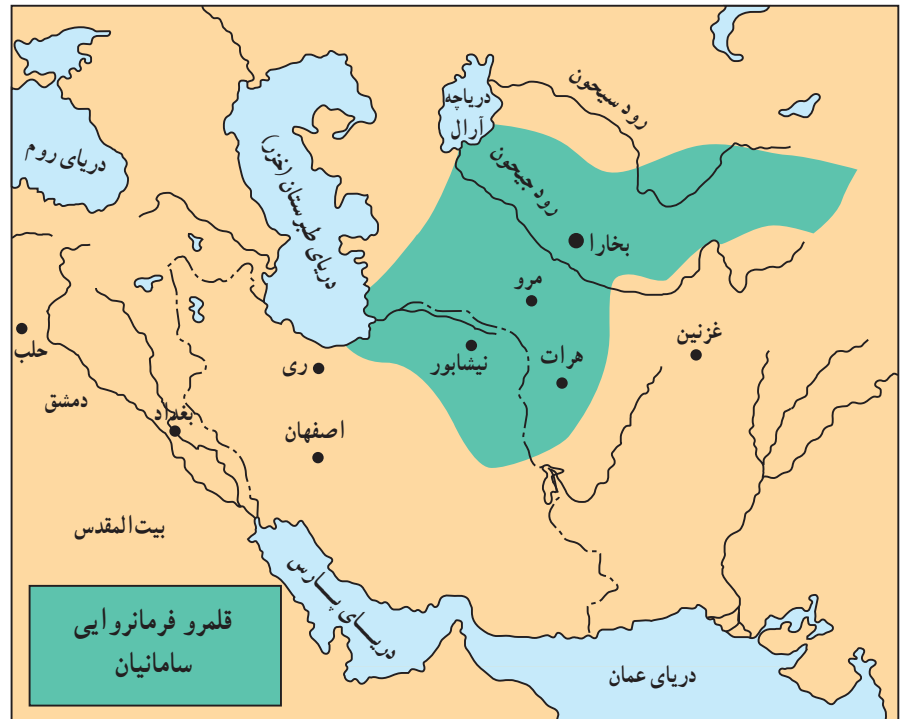 رود سیحون
دریاچه
آرال
دریای روم
رود جیحون
دریای طبرستان (خزر)
بخارا
مرو
غزنین
حلب
ری
نیشابور
هرات
دمشق
بغداد
اصفهان
بیت‌المقدس
دریای پارس
قلمرو فرمانروایی
سامانیان
دریای عمان